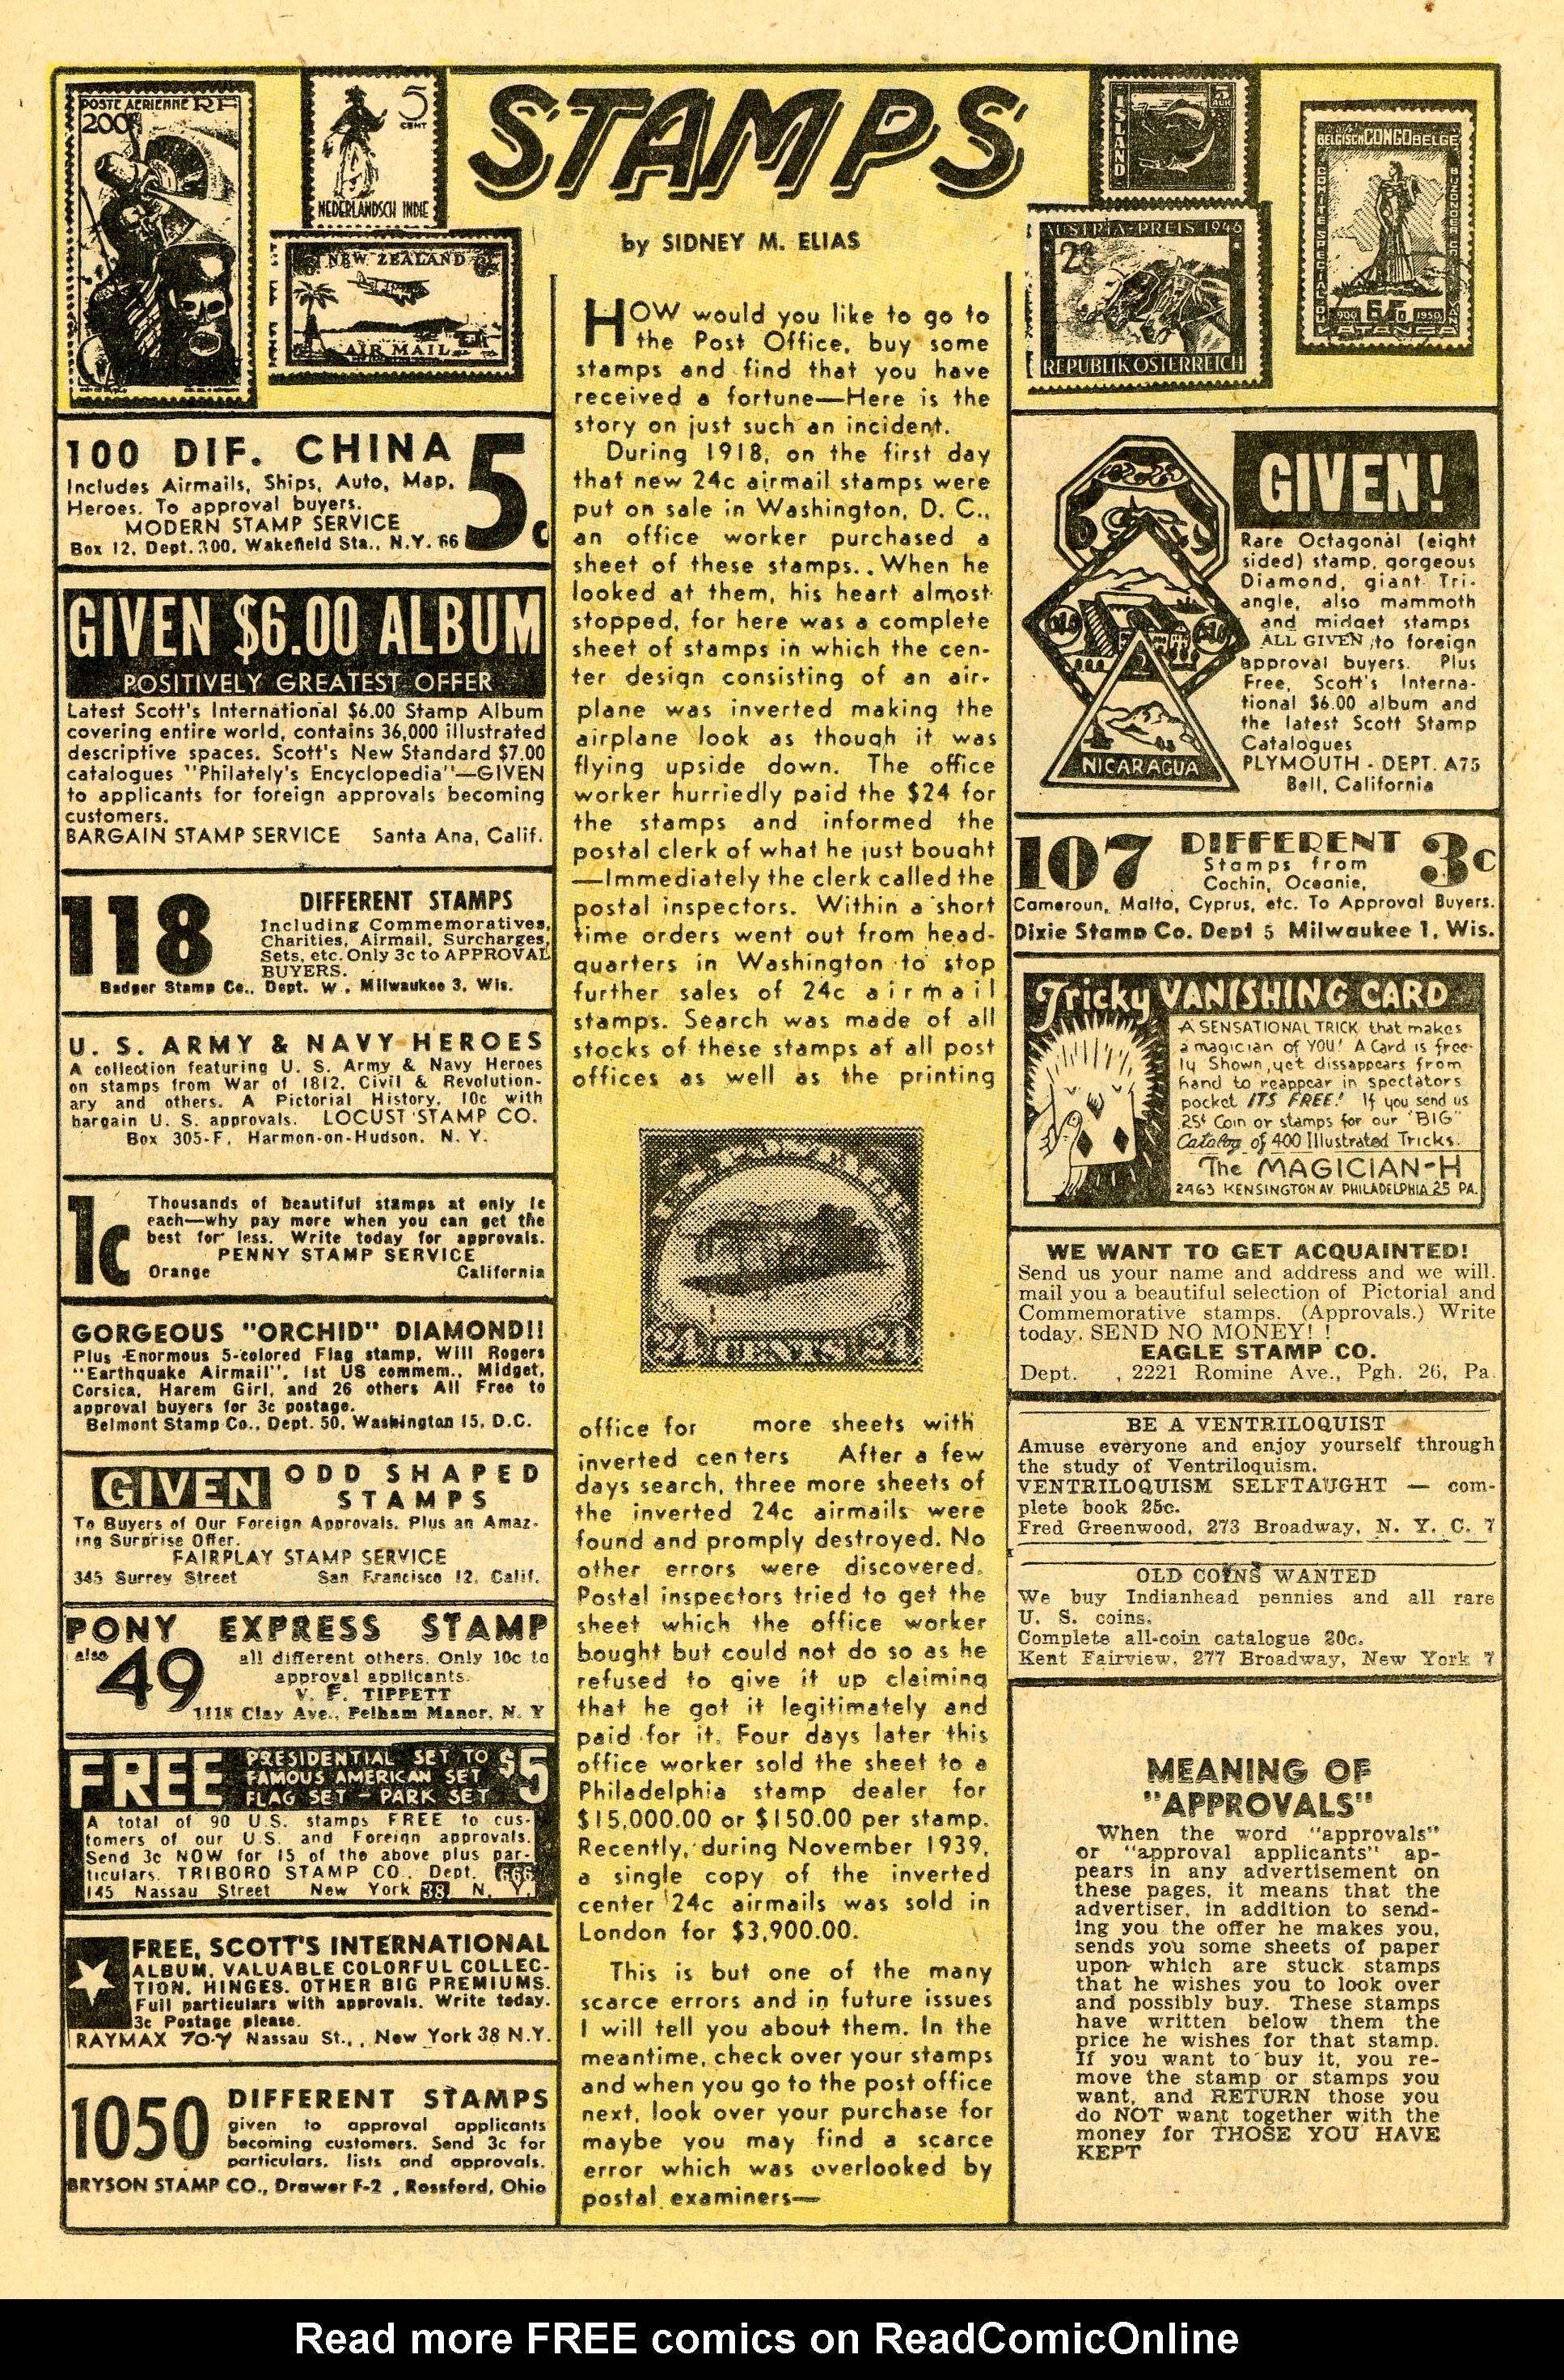 POSTE AERIENNE RF
200F
5
CENT
NEDERLANDSCH INDIE
NEW ZEALAND
AIR MAIL
STAMPS
by SIDNEY M. ELIAS
5
AUR
ISLAND
AUSTRIA-PREIS 1946
REPUBLIK OSTERREICH
BELGISCH CONGO BELGE
1900 1950
KATANGA
100 DIF. CHINA 5c
Includes Airmails, Ships, Auto, Map,
Heroes. To approval buyers.
MODERN STAMP SERVICE
Box 12, Dept. 300, Wakefield Sta., N.Y. 66
GIVEN $6.00 ALBUM
POSITIVELY GREATEST OFFER
Latest Scott's International $6.00 Stamp Album
covering entire world, contains 36,000 illustrated
descriptive spaces. Scott's New Standard $7.00
catalogues "Philately's Encyclopedia"—GIVEN
to applicants for foreign approvals becoming
customers.
BARGAIN STAMP SERVICE Santa Ana, Calif.
118 DIFFERENT STAMPS
Including Commemoratives,
Charities, Airmail, Surcharges,
Sets, etc. Only 3c to APPROVAL
BUYERS.
Badger Stamp Co., Dept. W, Milwaukee 3, Wis.
U. S. ARMY & NAVY HEROES
A collection featuring U. S. Army & Navy Heroes
on stamps from War of 1812, Civil & Revolution-
ary and others. A Pictorial History, 10c with
bargain U. S. approvals. LOCUST STAMP CO.
Box 305-F, Harmon-on-Hudson, N. Y.
1c
Thousands of beautiful stamps at only 1c
each—why pay more when you can get the
best for less. Write today for approvals.
PENNY STAMP SERVICE
Orange California
GORGEOUS "ORCHID" DIAMOND!!
Plus Enormous 5-colored Flag stamp, Will Rogers
"Earthquake Airmail", 1st US commem., Midget,
Corsica, Harem Girl, and 26 others All Free to
approval buyers for 3c postage.
Belmont Stamp Co., Dept. 50, Washington 15, D.C.
GIVEN ODD SHAPED
STAMPS
To Buyers of Our Foreign Approvals. Plus an Amaz-
ing Surprise Offer.
FAIRPLAY STAMP SERVICE
345 Surrey Street San Francisco 12, Calif.
PONY EXPRESS STAMP
also 49 all different others. Only 10c to
approval applicants.
V. F. TIPPETT
1118 Clay Ave., Pelham Manor, N. Y
FREE PRESIDENTIAL SET TO $5
FAMOUS AMERICAN SET
FLAG SET - PARK SET
A total of 90 U.S. stamps FREE to cus-
tomers of our U.S. and Foreign approvals.
Send 3c NOW for 15 of the above plus par-
ticulars. TRIBORO STAMP CO., Dept. 666
145 Nassau Street New York 38 N. Y.
FREE, SCOTT'S INTERNATIONAL
ALBUM, VALUABLE COLORFUL COLLEC-
TION, HINGES, OTHER BIG PREMIUMS.
Full particulars with approvals. Write today.
3c Postage please.
RAYMAX 70-Y Nassau St., , New York 38 N.Y.
1050 DIFFERENT STAMPS
given to approval applicants
becoming customers. Send 3c for
particulars, lists and approvals.
BRYSON STAMP CO., Drawer F-2 , Rossford, Ohio
HOW would you like to go to
the Post Office, buy some
stamps and find that you have
received a fortune—Here is the
story on just such an incident.
During 1918, on the first day
that new 24c airmail stamps were
put on sale in Washington, D. C.,
an office worker purchased a
sheet of these stamps.. When he
looked at them, his heart almost
stopped, for here was a complete
sheet of stamps in which the cen-
ter design consisting of an air-
plane was inverted making the
airplane look as though it was
flying upside down. The office
worker hurriedly paid the $24 for
the stamps and informed the
postal clerk of what he just bought
—Immediately the clerk called the
postal inspectors. Within a short
time orders went out from head-
quarters in Washington to stop
further sales of 24c airmail
stamps. Search was made of all
stocks of these stamps at all post
offices as well as the printing
24 CENTS 24
office for more sheets with
inverted centers After a few
days search, three more sheets of
the inverted 24c airmails were
found and promply destroyed. No
other errors were discovered.
Postal inspectors tried to get the
sheet which the office worker
bought but could not do so as he
refused to give it up claiming
that he got it legitimately and
paid for it. Four days later this
office worker sold the sheet to a
Philadelphia stamp dealer for
$15,000.00 or $150.00 per stamp.
Recently, during November 1939,
a single copy of the inverted
center 24c airmails was sold in
London for $3,900.00.
This is but one of the many
scarce errors and in future issues
I will tell you about them. In the
meantime, check over your stamps
and when you go to the post office
next, look over your purchase for
maybe you may find a scarce
error which was overlooked by
postal examiners—
NICARAGUA
GIVEN!
Rare Octagonal (eight
sided) stamp, gorgeous
Diamond, giant Tri-
angle, also mammoth
and midget stamps
ALL GIVEN to foreign
approval buyers. Plus
Free, Scott's Interna-
tional $6.00 album and
the latest Scott Stamp
Catalogues
PLYMOUTH - DEPT. A75
Bell, California
107 DIFFERENT 3c
Stamps from
Cochin, Oceanie,
Cameroun, Malta, Cyprus, etc. To Approval Buyers.
Dixie Stamp Co. Dept 5 Milwaukee 1, Wis.
Tricky VANISHING CARD
A SENSATIONAL TRICK that makes
a magician of YOU! A Card is free-
ly Shown, yet dissappears from
hand to reappear in spectators
pocket ITS FREE! If you send us
25¢ Coin or stamps for our "BIG"
Catalog of 400 Illustrated Tricks.
The MAGICIAN-H
2463 KENSINGTON AV. PHILADELPHIA 25 PA.
WE WANT TO GET ACQUAINTED!
Send us your name and address and we will.
mail you a beautiful selection of Pictorial and
Commemorative stamps. (Approvals.) Write
today. SEND NO MONEY! !
EAGLE STAMP CO.
Dept. , 2221 Romine Ave., Pgh. 26, Pa.
BE A VENTRILOQUIST
Amuse everyone and enjoy yourself through
the study of Ventriloquism.
VENTRILOQUISM SELFTAUGHT — com-
plete book 25c.
Fred Greenwood, 273 Broadway, N. Y. C. 7
OLD COINS WANTED
We buy Indianhead pennies and all rare
U. S. coins.
Complete all-coin catalogue 20c.
Kent Fairview, 277 Broadway, New York 7
MEANING OF
"APPROVALS"
When the word "approvals"
or "approval applicants" ap-
pears in any advertisement on
these pages, it means that the
advertiser, in addition to send-
ing you the offer he makes you,
sends you some sheets of paper
upon which are stuck stamps
that he wishes you to look over
and possibly buy. These stamps
have written below them the
price he wishes for that stamp.
If you want to buy it, you re-
move the stamp or stamps you
want, and RETURN those you
do NOT want together with the
money for THOSE YOU HAVE
KEPT
Read more FREE comics on ReadComicOnline